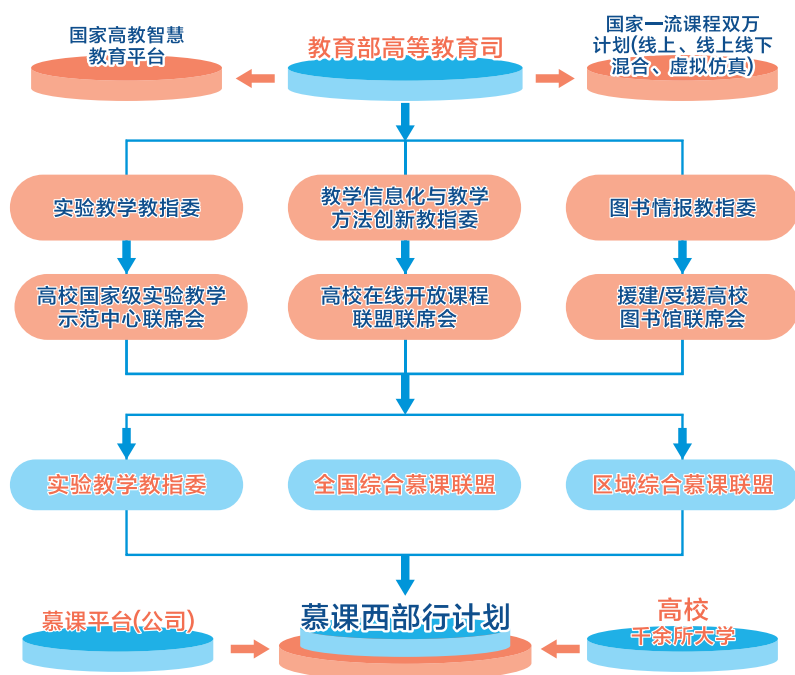 国家高教智慧
教育平台
教育部高等教育司
国家一流课程双万
计划(线上、线上线下
混合、虚拟仿真)
实验教学教指委
教学信息化与教学
方法创新教指委
图书情报教指委
高校国家级实验教学
示范中心联席会
高校在线开放课程
联盟联席会
援建/受援高校
图书馆联席会
实验教学教指委
全国综合慕课联盟
区域综合慕课联盟
慕课平台(公司)
慕课西部行计划
高校
千余所大学